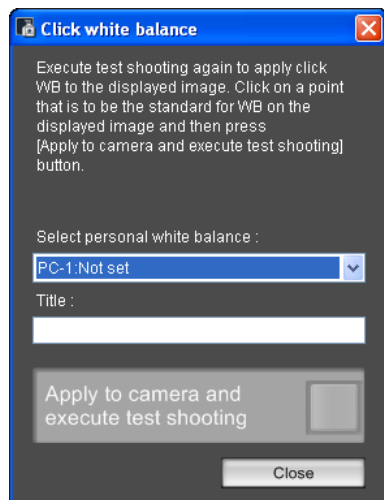 Click white balance
Execute test shooting again to apply click
WB to the displayed image. Click on a point
that is to be the standard for WB on the
displayed image and then press
[Apply to camera and execute test shooting]
button.
Select personal white balance :
PC-1:Not set
Title :
Apply to camera and
execute test shooting
Close